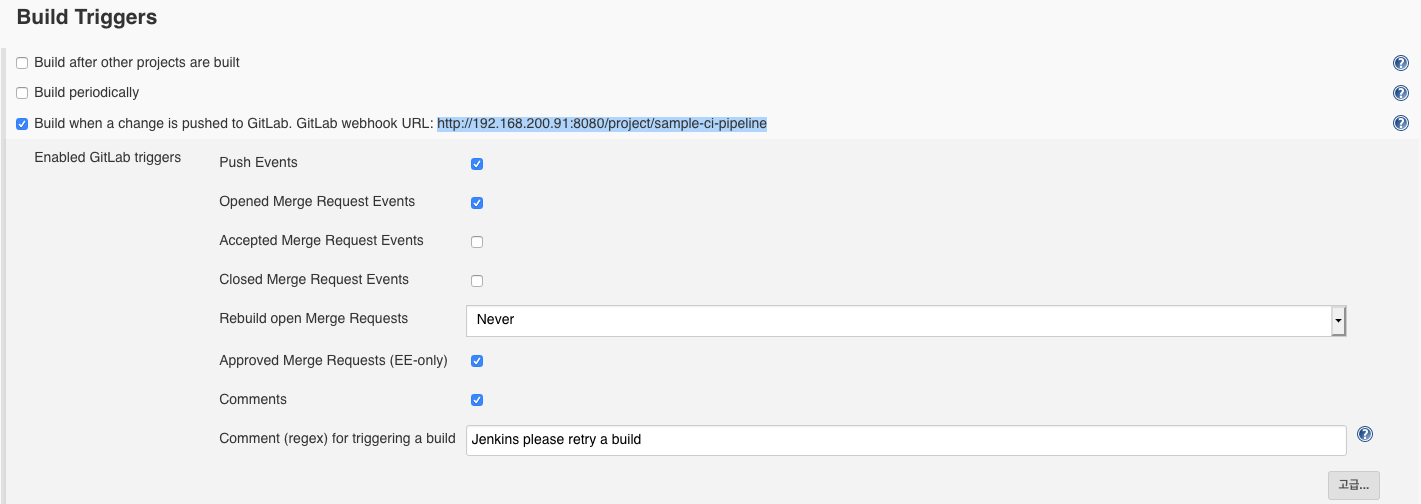 Build Triggers
Build after other projects are built
Build periodically
Build when a change is pushed to GitLab. GitLab webhook URL: http://192.168.200.91:8080/project/sample-ci-pipeline
Enabled GitLab triggers
Push Events
Opened Merge Request Events
Accepted Merge Request Events
Closed Merge Request Events
Rebuild open Merge Requests Never
Approved Merge Requests (EE-only)
Comments
Comment (regex) for triggering a build Jenkins please retry a build
고급...